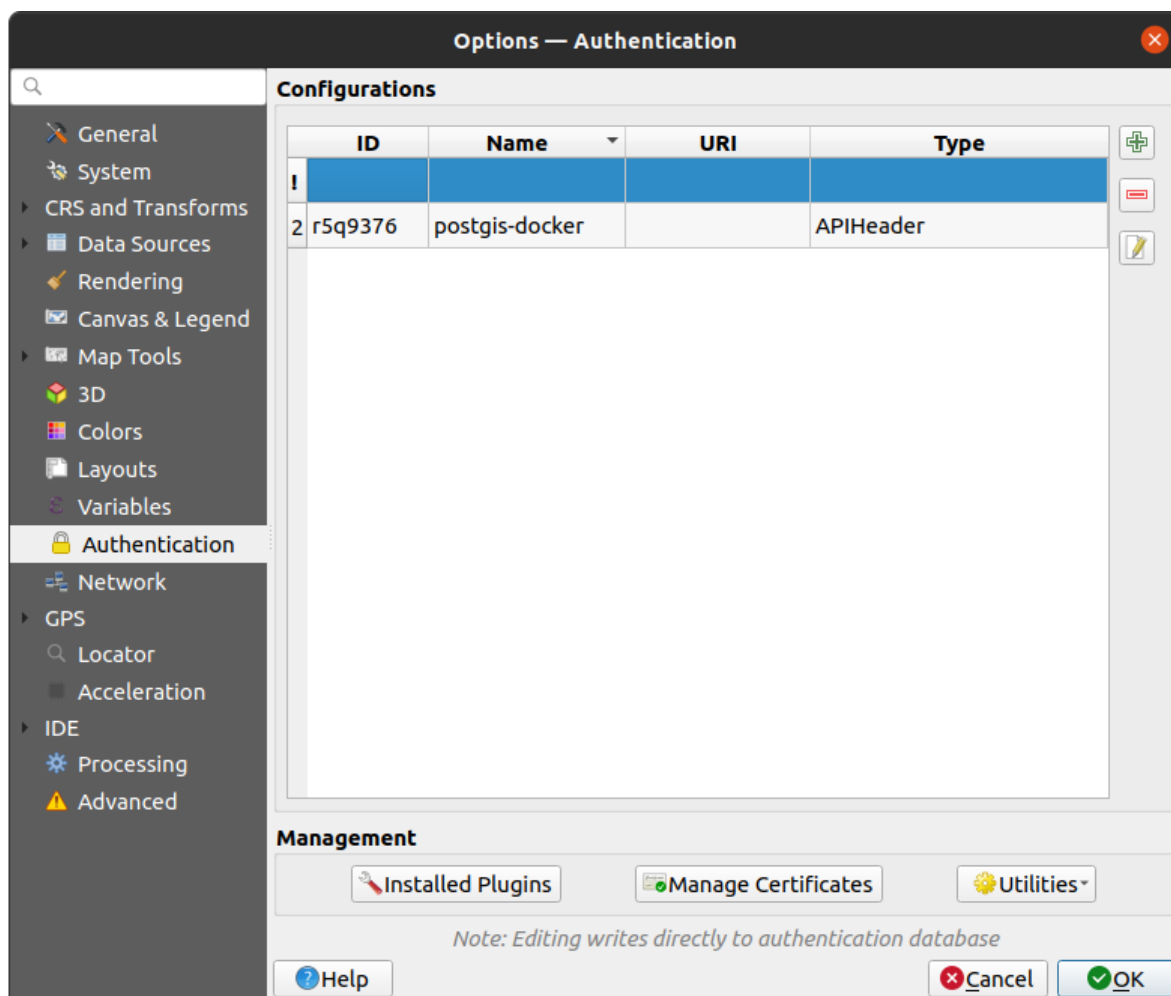 Options — Authentication
Configurations
General
System
CRS and Transforms
Data Sources
Rendering
Canvas & Legend
Map Tools
3D
Colors
Layouts
Variables
Authentication
Network
GPS
Locator
Acceleration
IDE
Processing
Advanced
ID Name URI Type
!
2 r5q9376 postgis-docker APIHeader
Management
Installed Plugins Manage Certificates Utilities
Note: Editing writes directly to authentication database
Help Cancel OK